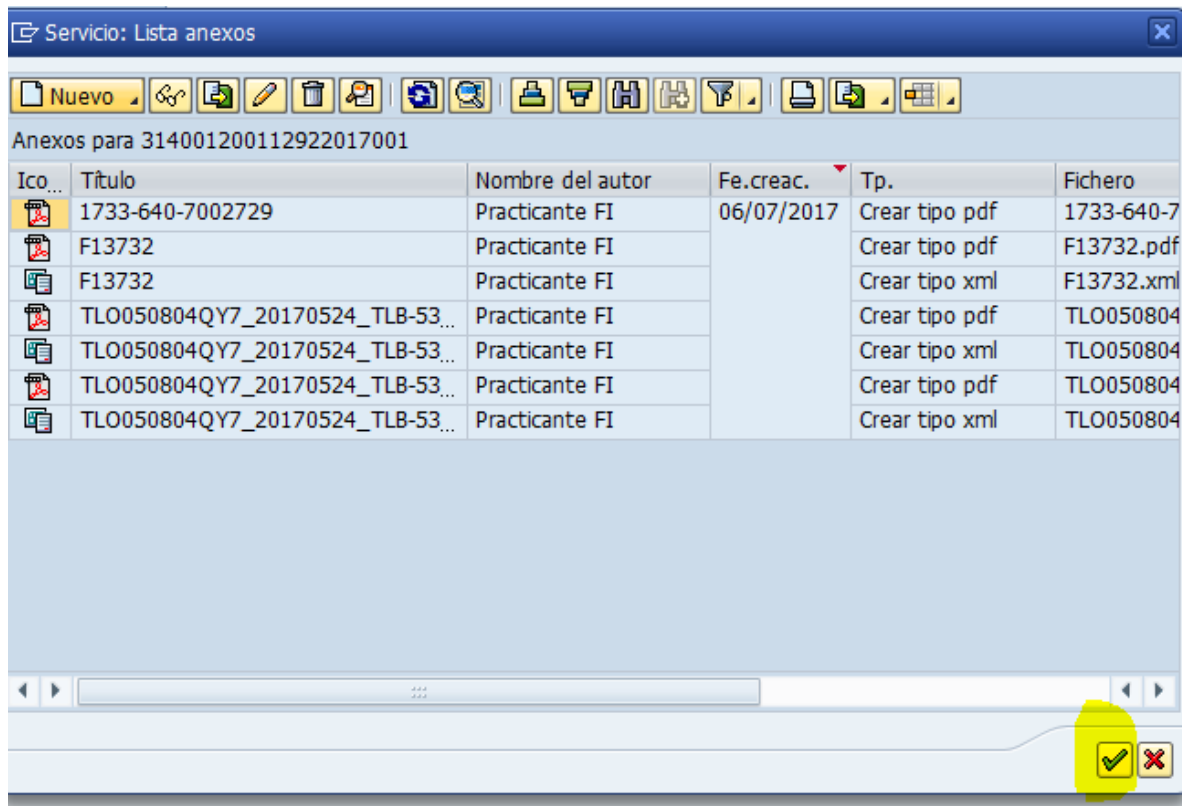 Servicio: Lista anexos
Nuevo
Anexos para 314001200112922017001
Ico... Título Nombre del autor Fe.creac. Tp. Fichero
1733-640-7002729 Practicante FI 06/07/2017 Crear tipo pdf 1733-640-7
F13732 Practicante FI Crear tipo pdf F13732.pdf
F13732 Practicante FI Crear tipo xml F13732.xml
TLO050804QY7_20170524_TLB-53... Practicante FI Crear tipo pdf TLO050804
TLO050804QY7_20170524_TLB-53... Practicante FI Crear tipo xml TLO050804
TLO050804QY7_20170524_TLB-53... Practicante FI Crear tipo pdf TLO050804
TLO050804QY7_20170524_TLB-53... Practicante FI Crear tipo xml TLO050804